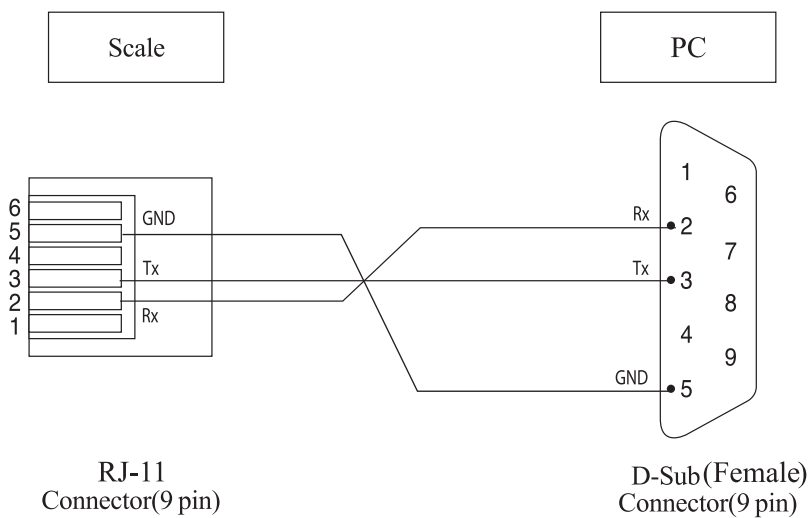 Scale
PC
6
5
4
3
2
1
GND
Tx
Rx
Rx
Tx
GND
1
2
3
4
5
6
7
8
9
RJ-11
Connector(9 pin)
D-Sub(Female)
Connector(9 pin)